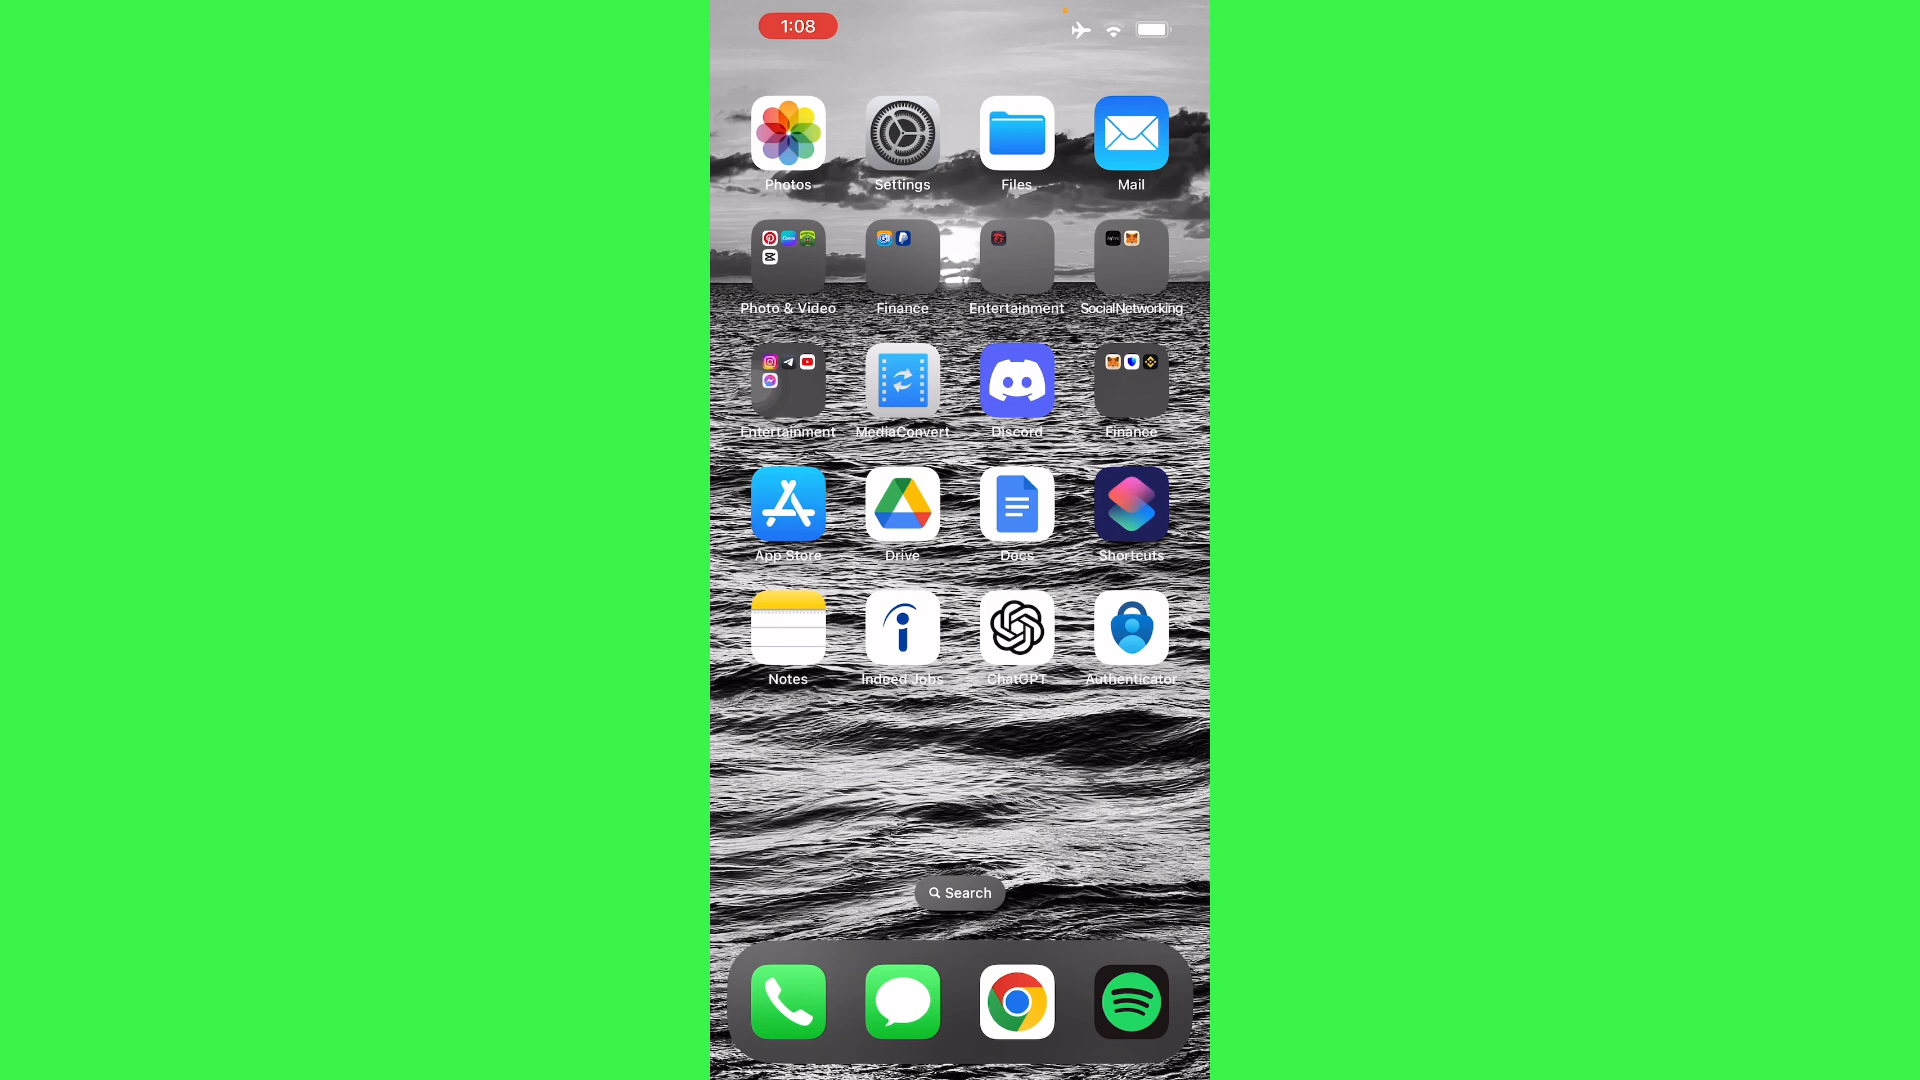 1:08
Photos Settings Files Mail
Photo & Video Finance Entertainment SocialNetworking
Entertainment MediaConvert Discord Finance
App Store Drive Docs Shortcuts
Notes Indeed Jobs ChatGPT Authenticator
Search